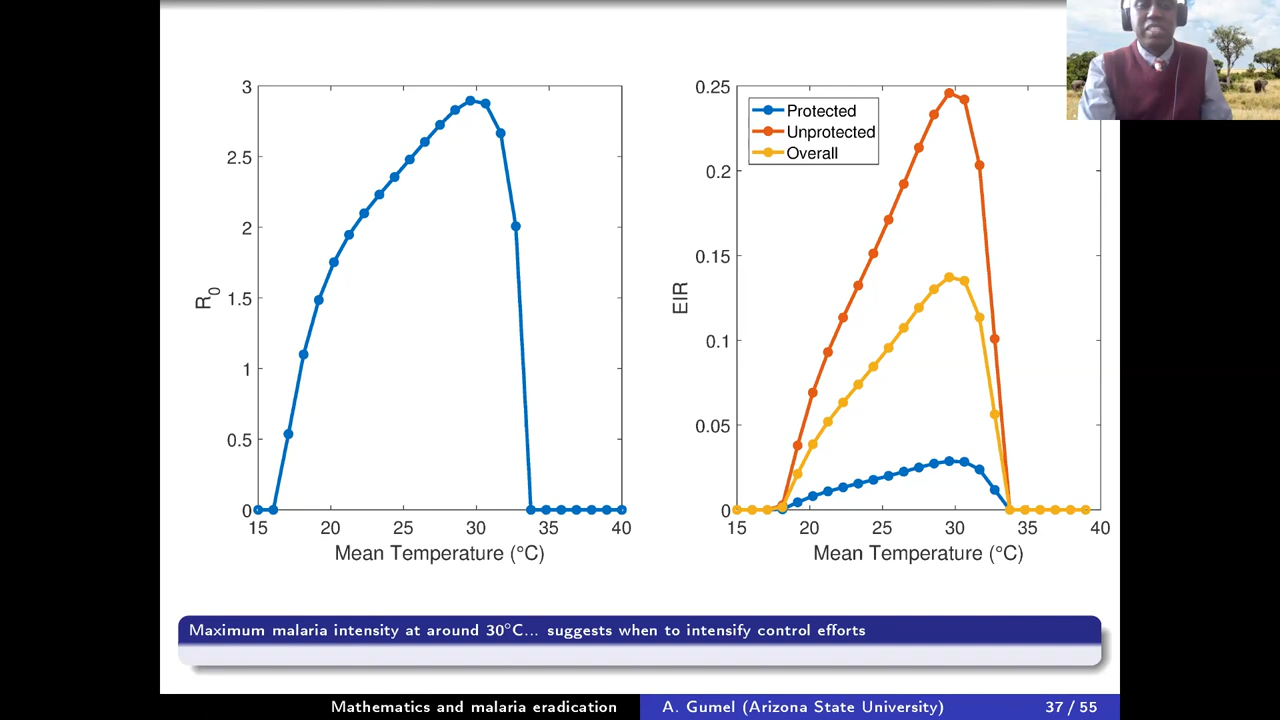 3
2.5
2
1.5
1
0.5
0
R0
15 20 25 30 35 40
Mean Temperature (°C)
0.25
0.2
0.15
0.1
0.05
0
EIR
Protected
Unprotected
Overall
15 20 25 30 35 40
Mean Temperature (°C)
Maximum malaria intensity at around 30°C... suggests when to intensify control efforts
Mathematics and malaria eradication
A. Gumel (Arizona State University)
37 / 55